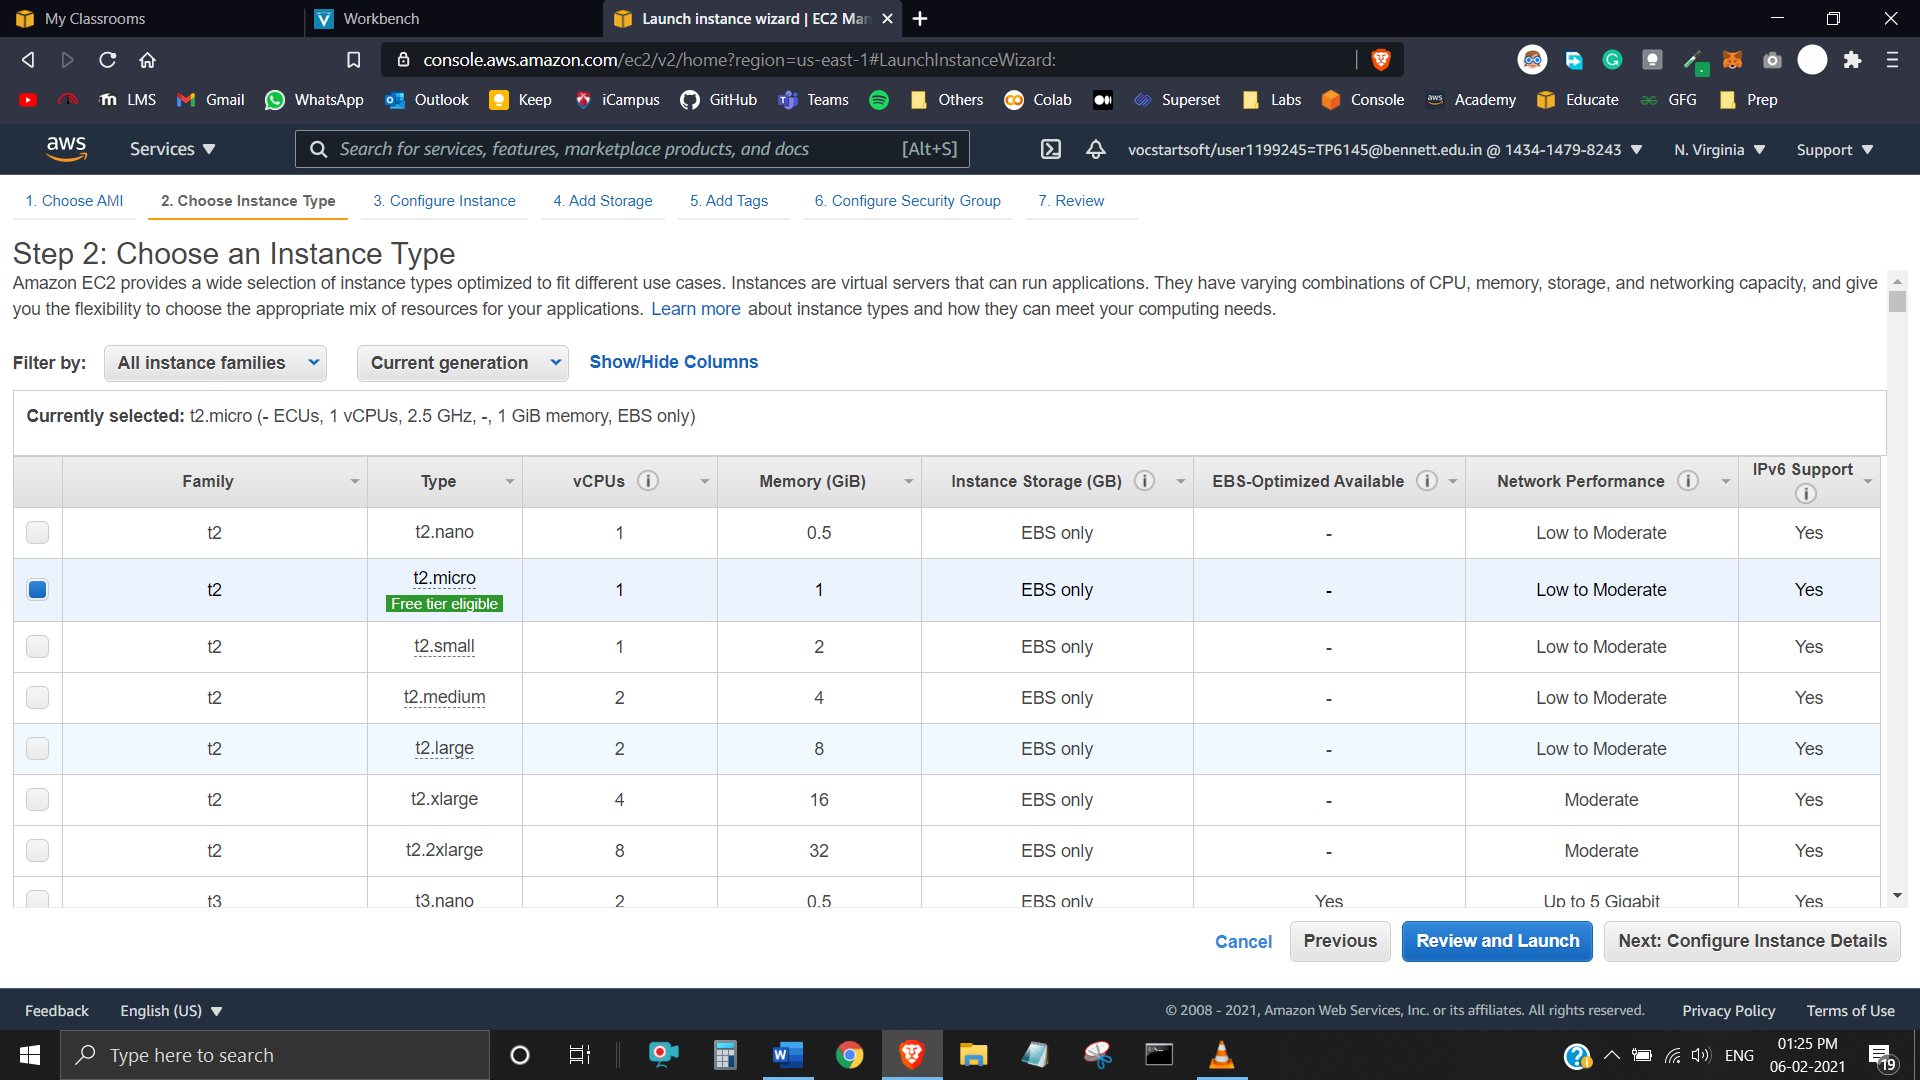 My Classrooms
Workbench
Launch instance wizard | EC2 Man
console.aws.amazon.com/ec2/v2/home?region=us-east-1#LaunchInstanceWizard:
LMS Gmail WhatsApp Outlook Keep iCampus GitHub Teams Others Colab Superset Labs Console aws Academy Educate GFG Prep
aws Services Search for services, features, marketplace products, and docs [Alt+S] vocstartsoft/user1199245=TP6145@bennett.edu.in @ 1434-1479-8243 N. Virginia Support
1. Choose AMI 2. Choose Instance Type 3. Configure Instance 4. Add Storage 5. Add Tags 6. Configure Security Group 7. Review
Step 2: Choose an Instance Type
Amazon EC2 provides a wide selection of instance types optimized to fit different use cases. Instances are virtual servers that can run applications. They have varying combinations of CPU, memory, storage, and networking capacity, and give
you the flexibility to choose the appropriate mix of resources for your applications. Learn more about instance types and how they can meet your computing needs.
Filter by: All instance families Current generation Show/Hide Columns
Currently selected: t2.micro (- ECUs, 1 vCPUs, 2.5 GHz, -, 1 GiB memory, EBS only)
Family Type vCPUs Memory (GiB) Instance Storage (GB) EBS-Optimized Available Network Performance IPv6 Support
t2 t2.nano 1 0.5 EBS only - Low to Moderate Yes
t2 t2.micro 1 1 EBS only - Low to Moderate Yes
Free tier eligible
t2 t2.small 1 2 EBS only - Low to Moderate Yes
t2 t2.medium 2 4 EBS only - Low to Moderate Yes
t2 t2.large 2 8 EBS only - Low to Moderate Yes
t2 t2.xlarge 4 16 EBS only - Moderate Yes
t2 t2.2xlarge 8 32 EBS only - Moderate Yes
t3 t3.nano 2 0.5 EBS only Yes Up to 5 Gigabit Yes
Cancel Previous Review and Launch Next: Configure Instance Details
Feedback English (US) © 2008 - 2021, Amazon Web Services, Inc. or its affiliates. All rights reserved. Privacy Policy Terms of Use
Type here to search ENG 01:25 PM
06-02-2021 19